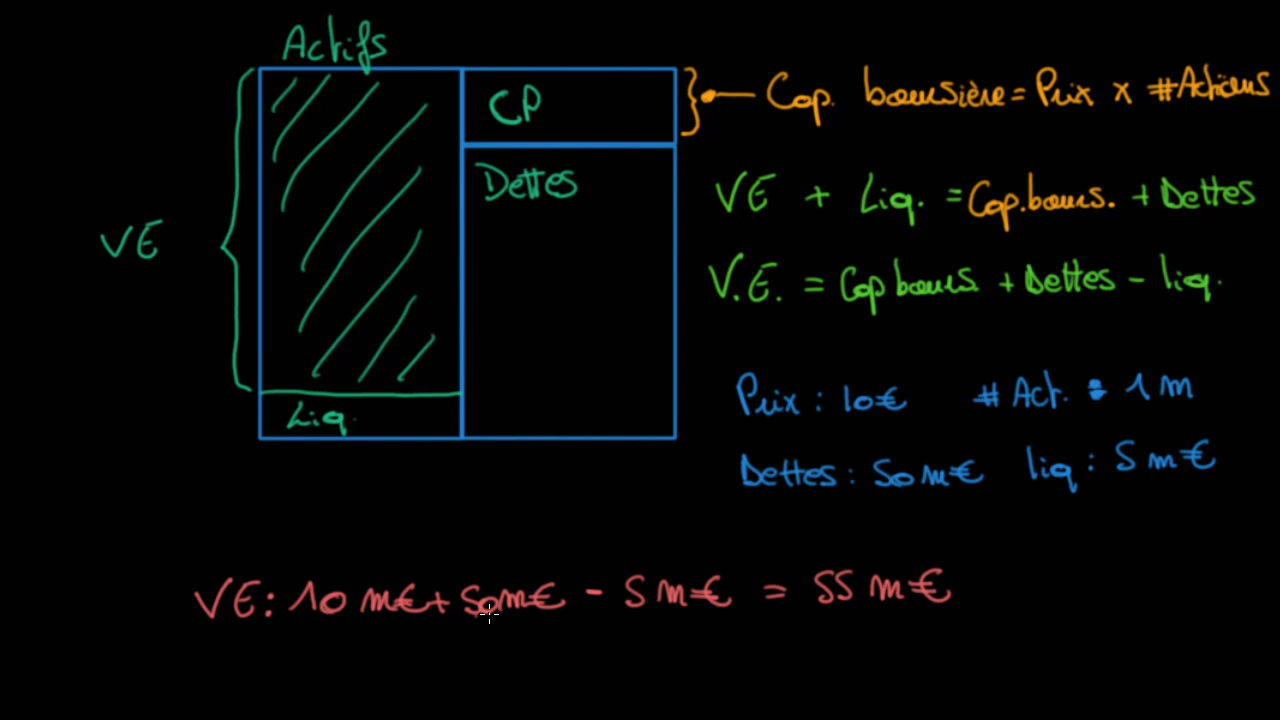 Actifs
CP
Cap. boursière = Prix x #Actions
Dettes
VE + Liq. = Cap.bours. + Dettes
VE
V.E. = Cap bours + Dettes - liq.
Liq.
Prix : 10€ # Act. : 1 m
Dettes : 50 m€ liq : 5 m€
VE: 10 m€ + 50m€ - 5 m€ = 55 m€